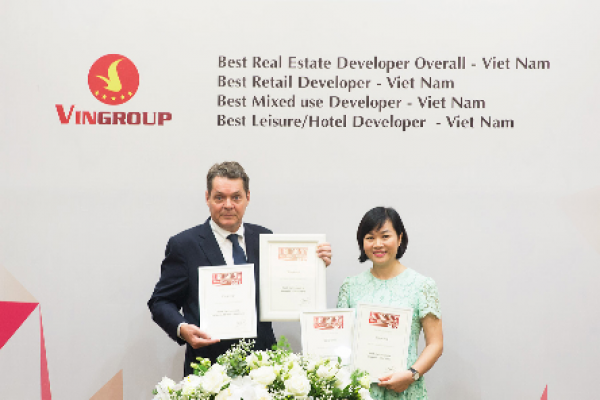 VINGROUP
Best Real Estate Developer Overall - Viet Nam
Best Retail Developer - Viet Nam
Best Mixed use Developer - Viet Nam
Best Leisure/Hotel Developer - Viet Nam